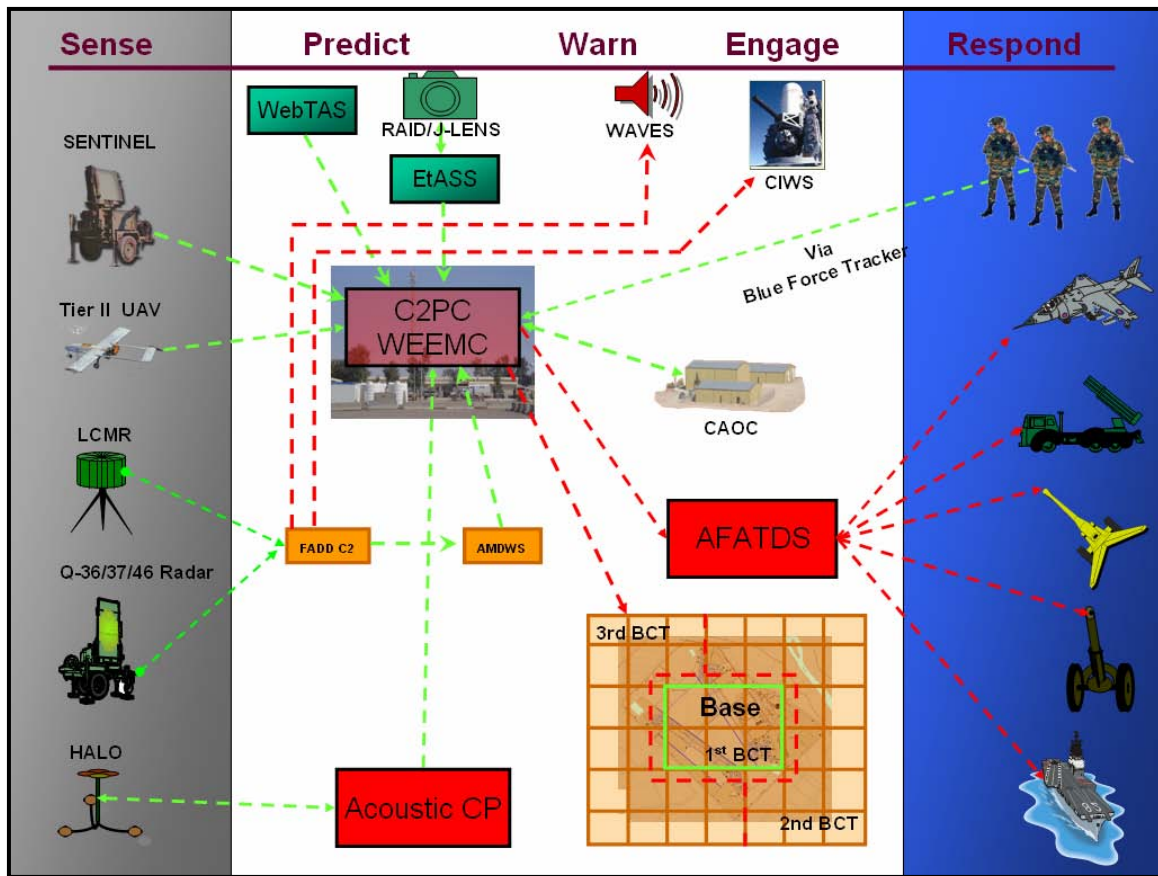 Sense
Predict
Warn
Engage
Respond
WebTAS
RAID/J-LENS
WAVES
CIWS
EtASS
SENTINEL
Via
Blue Force Tracker
C2PC
WEEMC
Tier II UAV
CAOC
LCMR
FADD C2
AMDWS
AFATDS
Q-36/37/46 Radar
3rd BCT
Base
1st BCT
2nd BCT
HALO
Acoustic CP